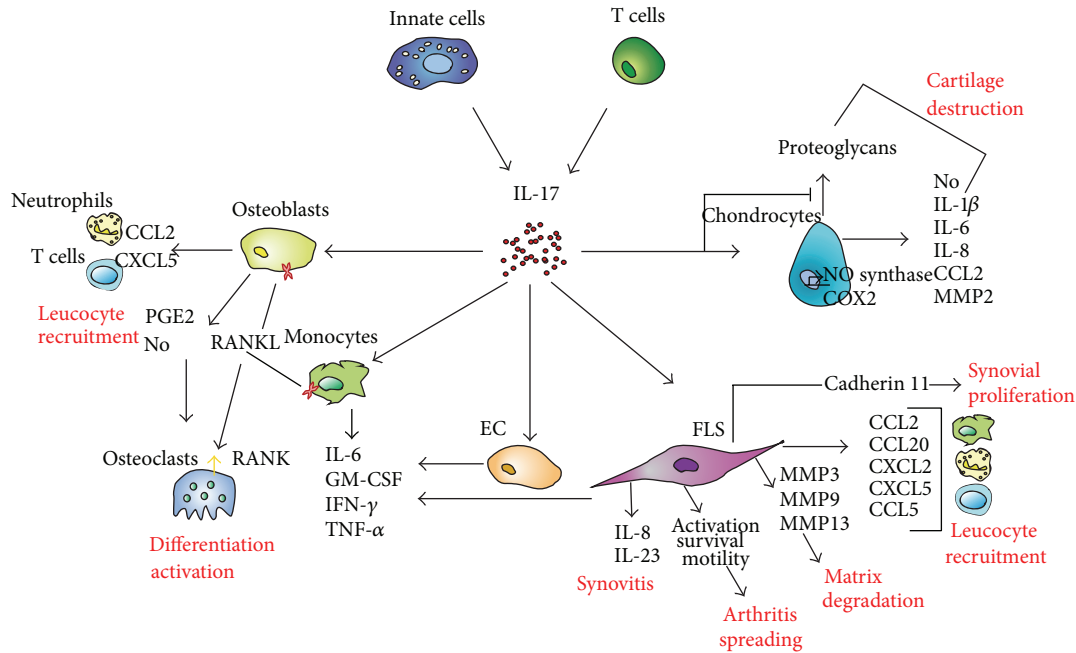 Innate cells
T cells
Cartilage
destruction
Proteoglycans
IL-17
No
IL-1β
IL-6
IL-8
CCL2
MMP2
Chondrocytes
NO synthase
COX2
Neutrophils
CCL2
T cells
CXCL5
Leucocyte
recruitment
Osteoblasts
PGE2
No
RANKL
Monocytes
Osteoclasts
RANK
Differentiation
activation
IL-6
GM-CSF
IFN-γ
TNF-α
EC
FLS
Cadherin 11
Synovial
proliferation
CCL2
CCL20
CXCL2
CXCL5
CCL5
Leucocyte
recruitment
MMP3
MMP9
MMP13
Matrix
degradation
IL-8
IL-23
Synovitis
Activation
survival
motility
Arthritis
spreading